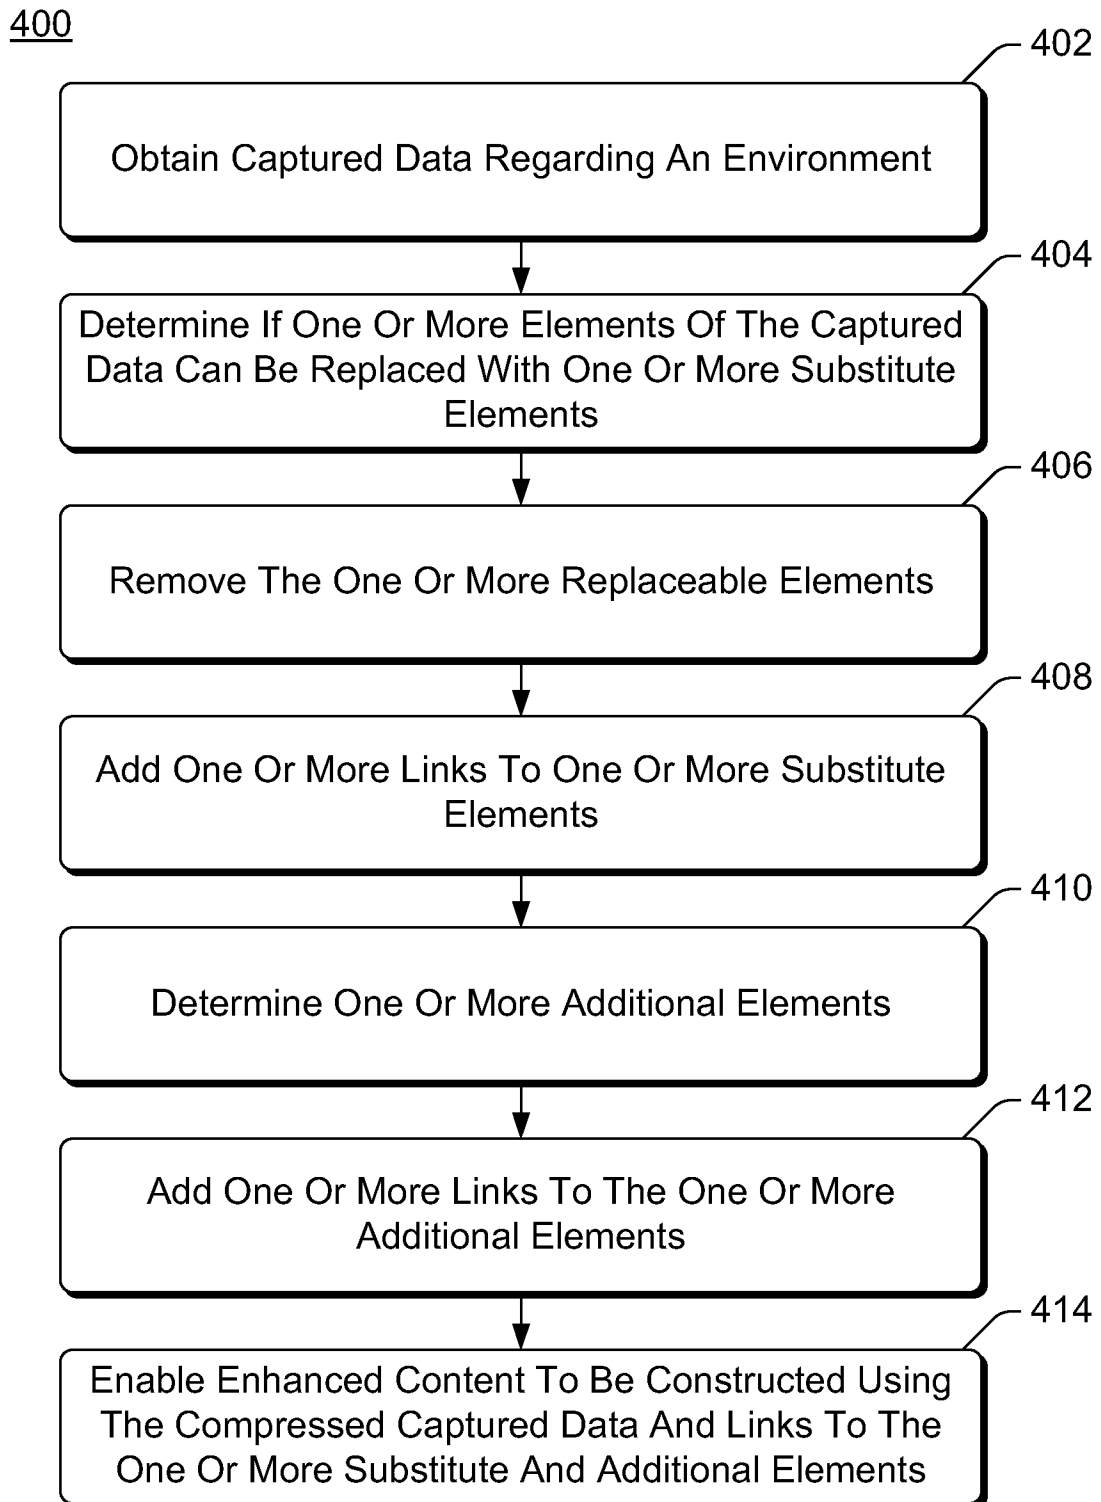 400
402
Obtain Captured Data Regarding An Environment
404
Determine If One Or More Elements Of The Captured
Data Can Be Replaced With One Or More Substitute
Elements
406
Remove The One Or More Replaceable Elements
408
Add One Or More Links To One Or More Substitute
Elements
410
Determine One Or More Additional Elements
412
Add One Or More Links To The One Or More
Additional Elements
414
Enable Enhanced Content To Be Constructed Using
The Compressed Captured Data And Links To The
One Or More Substitute And Additional Elements